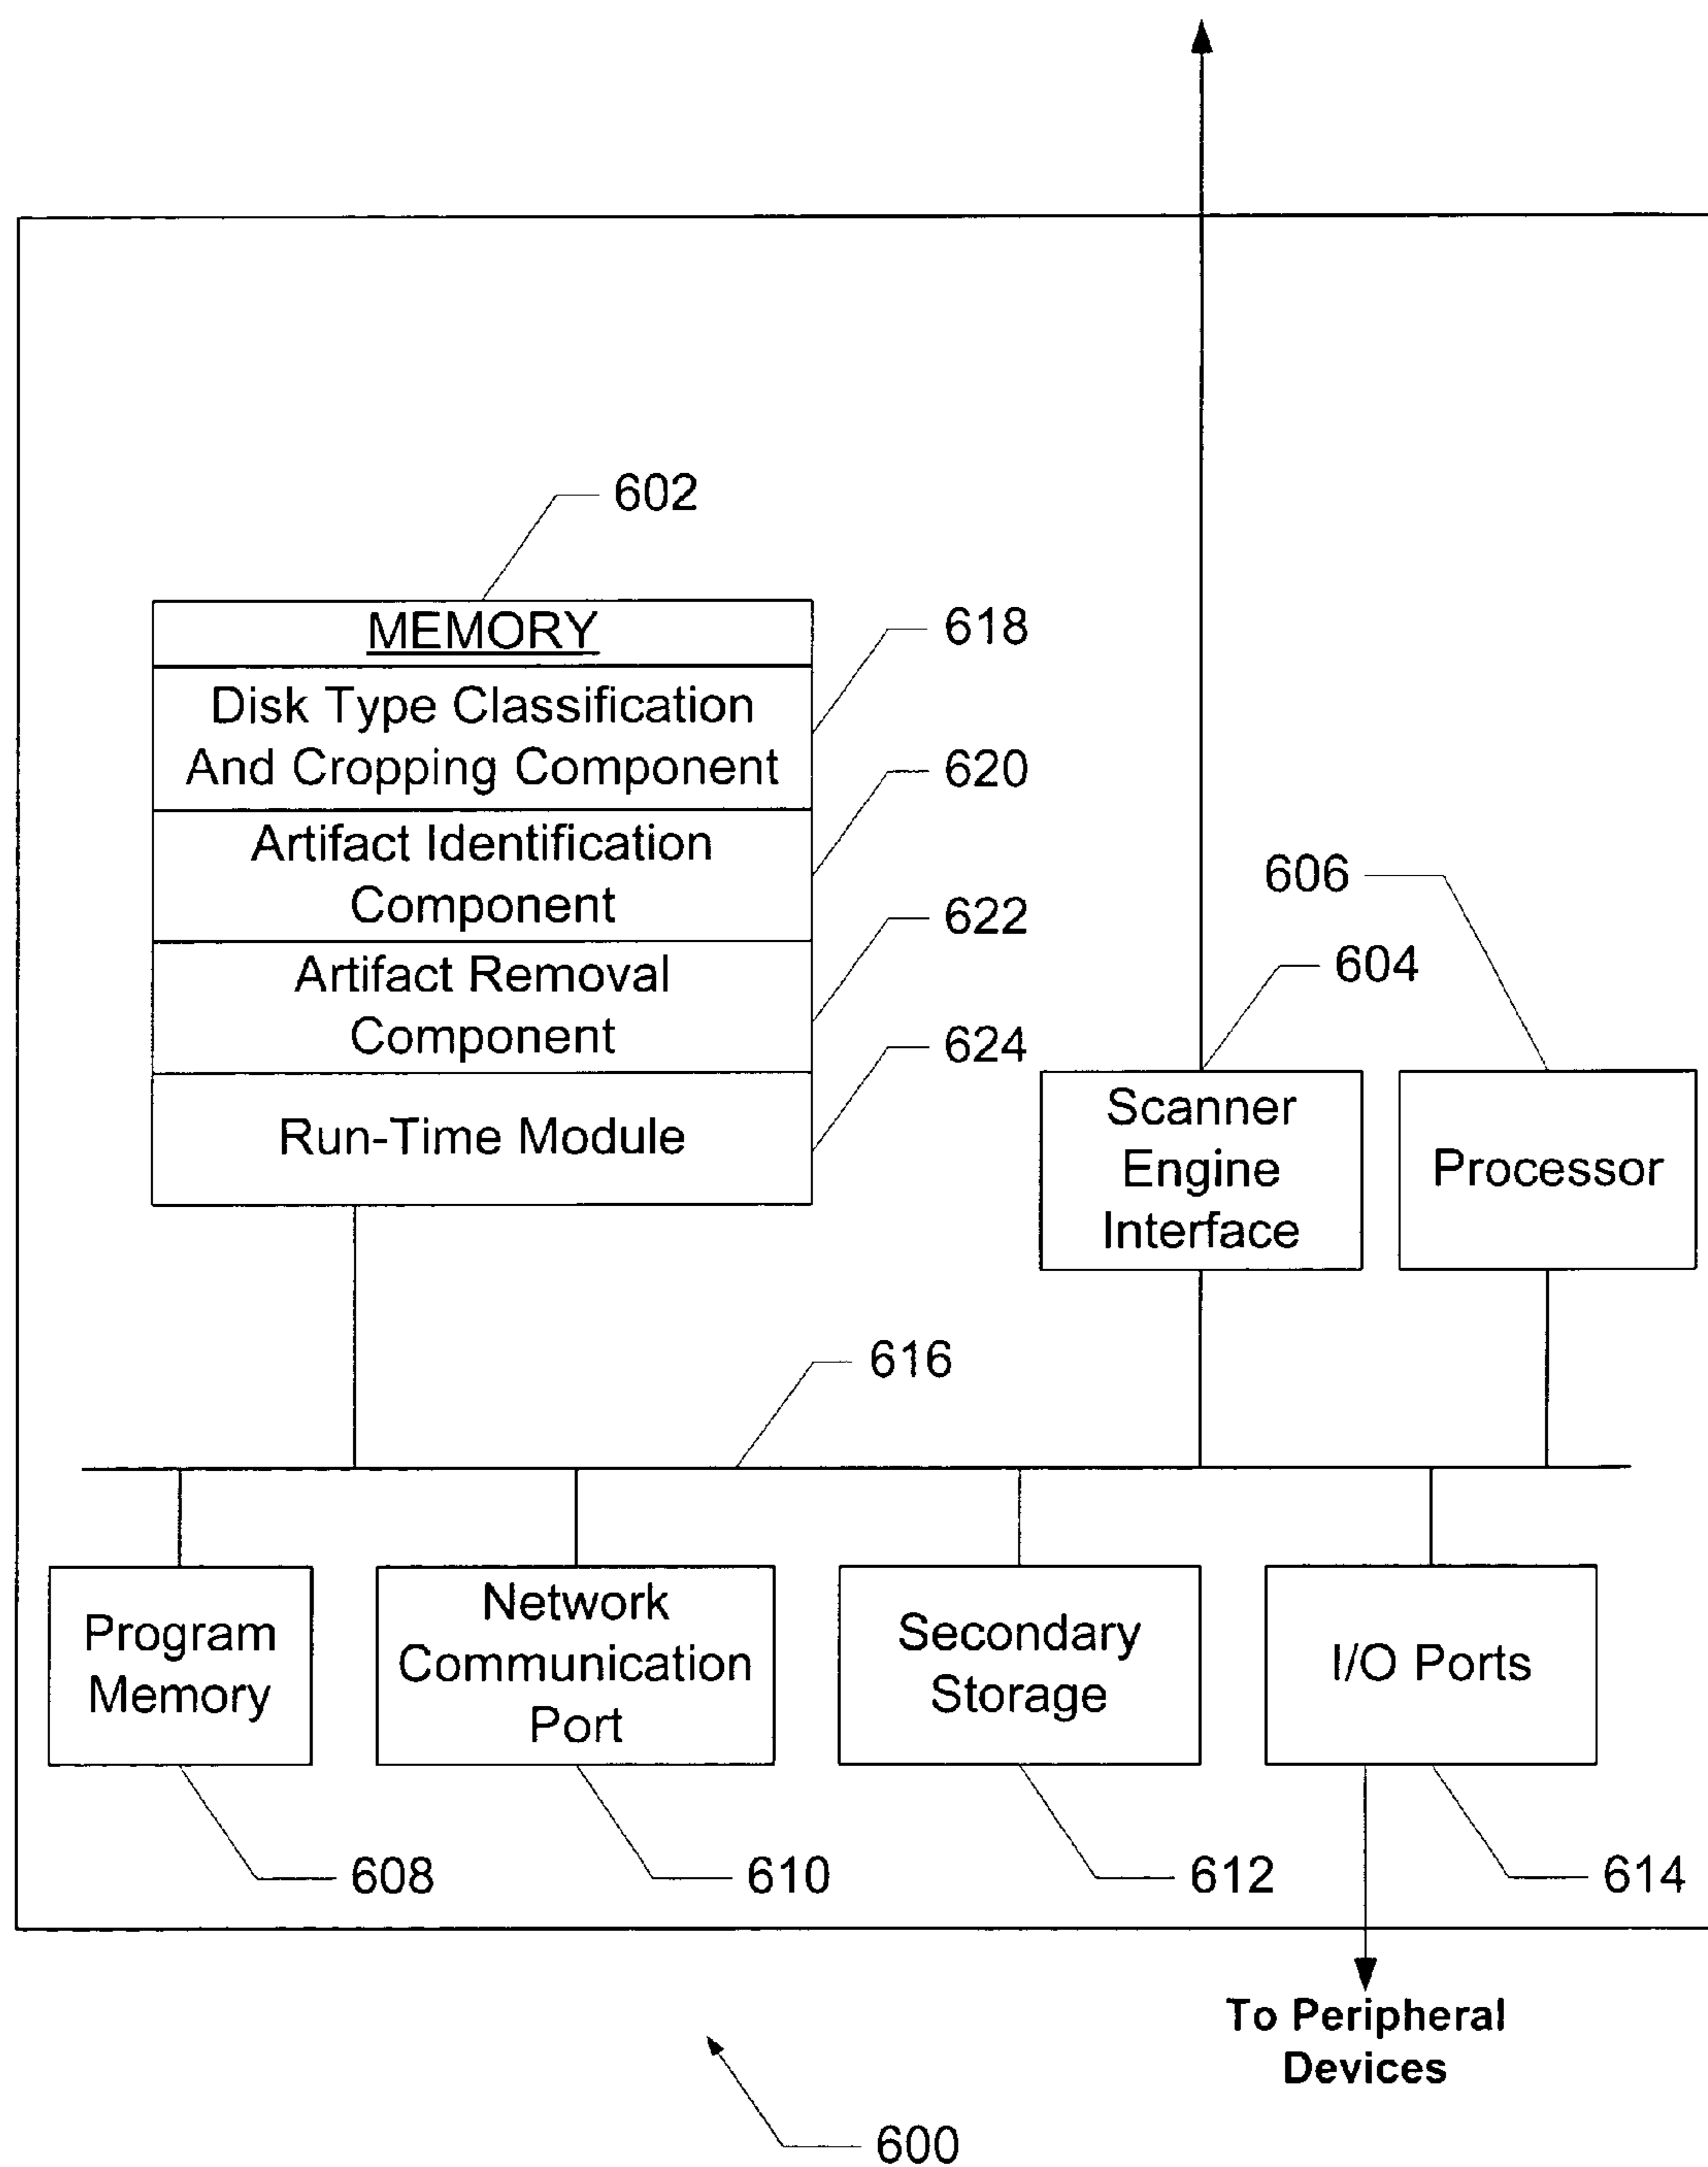 602
MEMORY
618
Disk Type Classification
And Cropping Component
620
Artifact Identification
Component
622
Artifact Removal
Component
624
Run-Time Module
606
604
Scanner
Engine
Interface
Processor
616
Program
Memory
Network
Communication
Port
Secondary
Storage
I/O Ports
608
610
612
614
To Peripheral
Devices
600